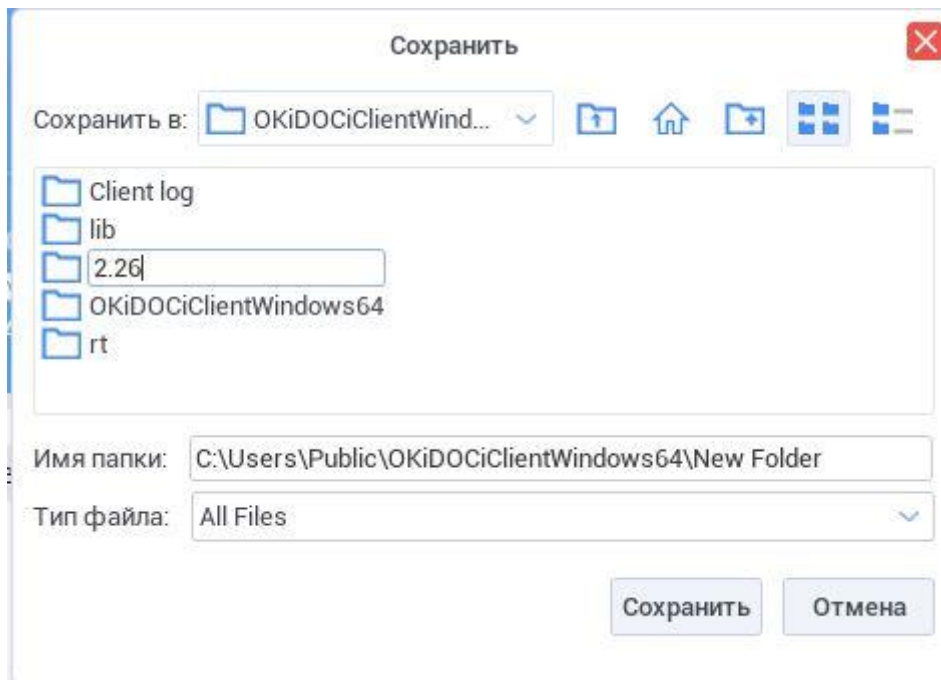 Сохранить
Сохранить в: OKiDOCiClientWind...
Client log
lib
2.26
OKiDOCiClientWindows64
rt
Имя папки: C:\Users\Public\OKiDOCiClientWindows64\New Folder
Тип файла: All Files
Сохранить Отмена